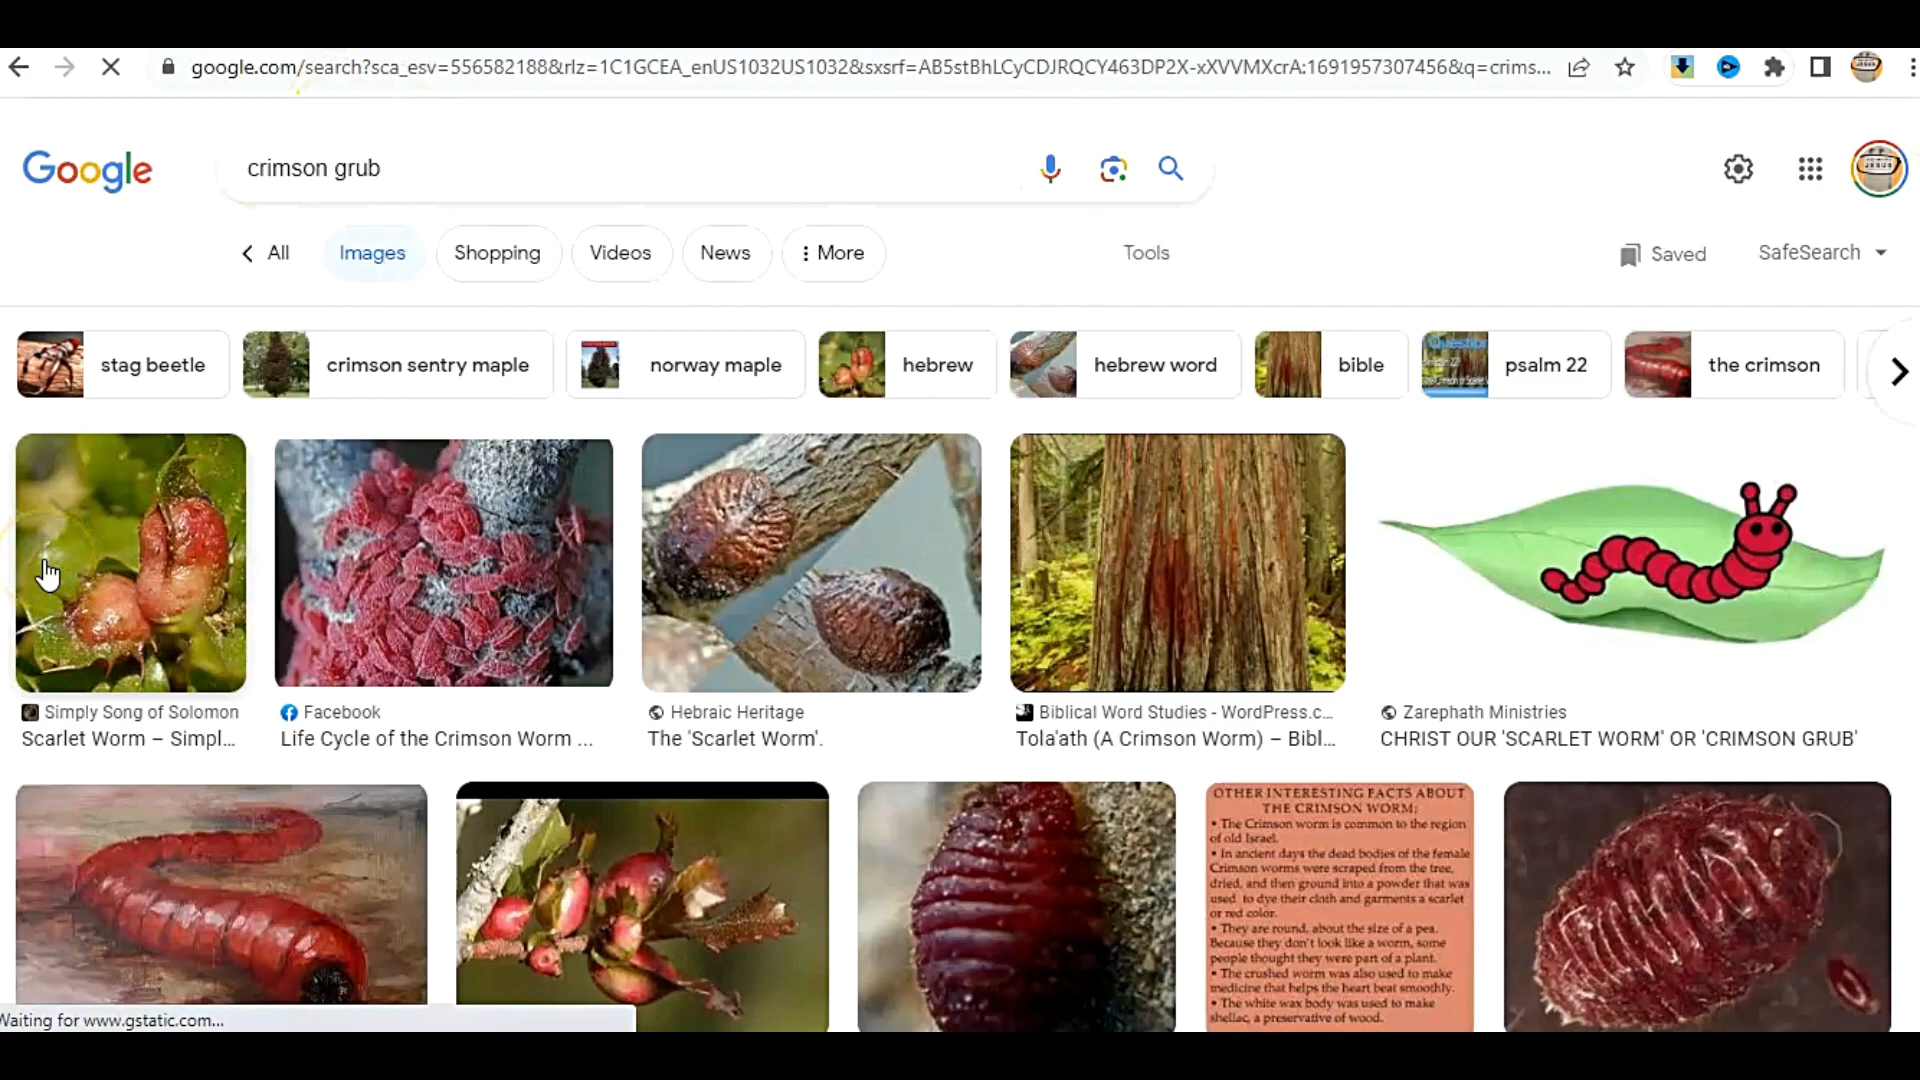 google.com/search?sca_esv=556582188&rlz=1C1GCEA_enUS1032US1032&sxsrf=AB5stBhLCyCDJRQCY463DP2X-xXVVMXcrA:1691957307456&q=crims...
Google
crimson grub
All
Images
Shopping
Videos
News
More
Tools
Saved
SafeSearch
stag beetle
crimson sentry maple
norway maple
hebrew
hebrew word
bible
psalm 22
the crimson
Simply Song of Solomon
Scarlet Worm – Simpl...
Facebook
Life Cycle of the Crimson Worm ...
Hebraic Heritage
The 'Scarlet Worm'.
Biblical Word Studies - WordPress.c...
Tola'ath (A Crimson Worm) – Bibl...
Zarephath Ministries
CHRIST OUR 'SCARLET WORM' OR 'CRIMSON GRUB'
OTHER INTERESTING FACTS ABOUT
THE CRIMSON WORM:
• The Crimson worm is common to the region
of old Israel.
• In ancient days the dead bodies of the female
Crimson worms were scraped from the tree,
dried, and then ground into a powder that was
used to dye their cloth and garments a scarlet
or red color.
• They are round, about the size of a pea.
Because they don't look like a worm, some
people thought they were part of a plant.
• The crushed worm was also used to make
medicine that helps the heart beat smoothly.
• The white wax body was used to make
shellac, a preservative of wood.
Waiting for www.gstatic.com...